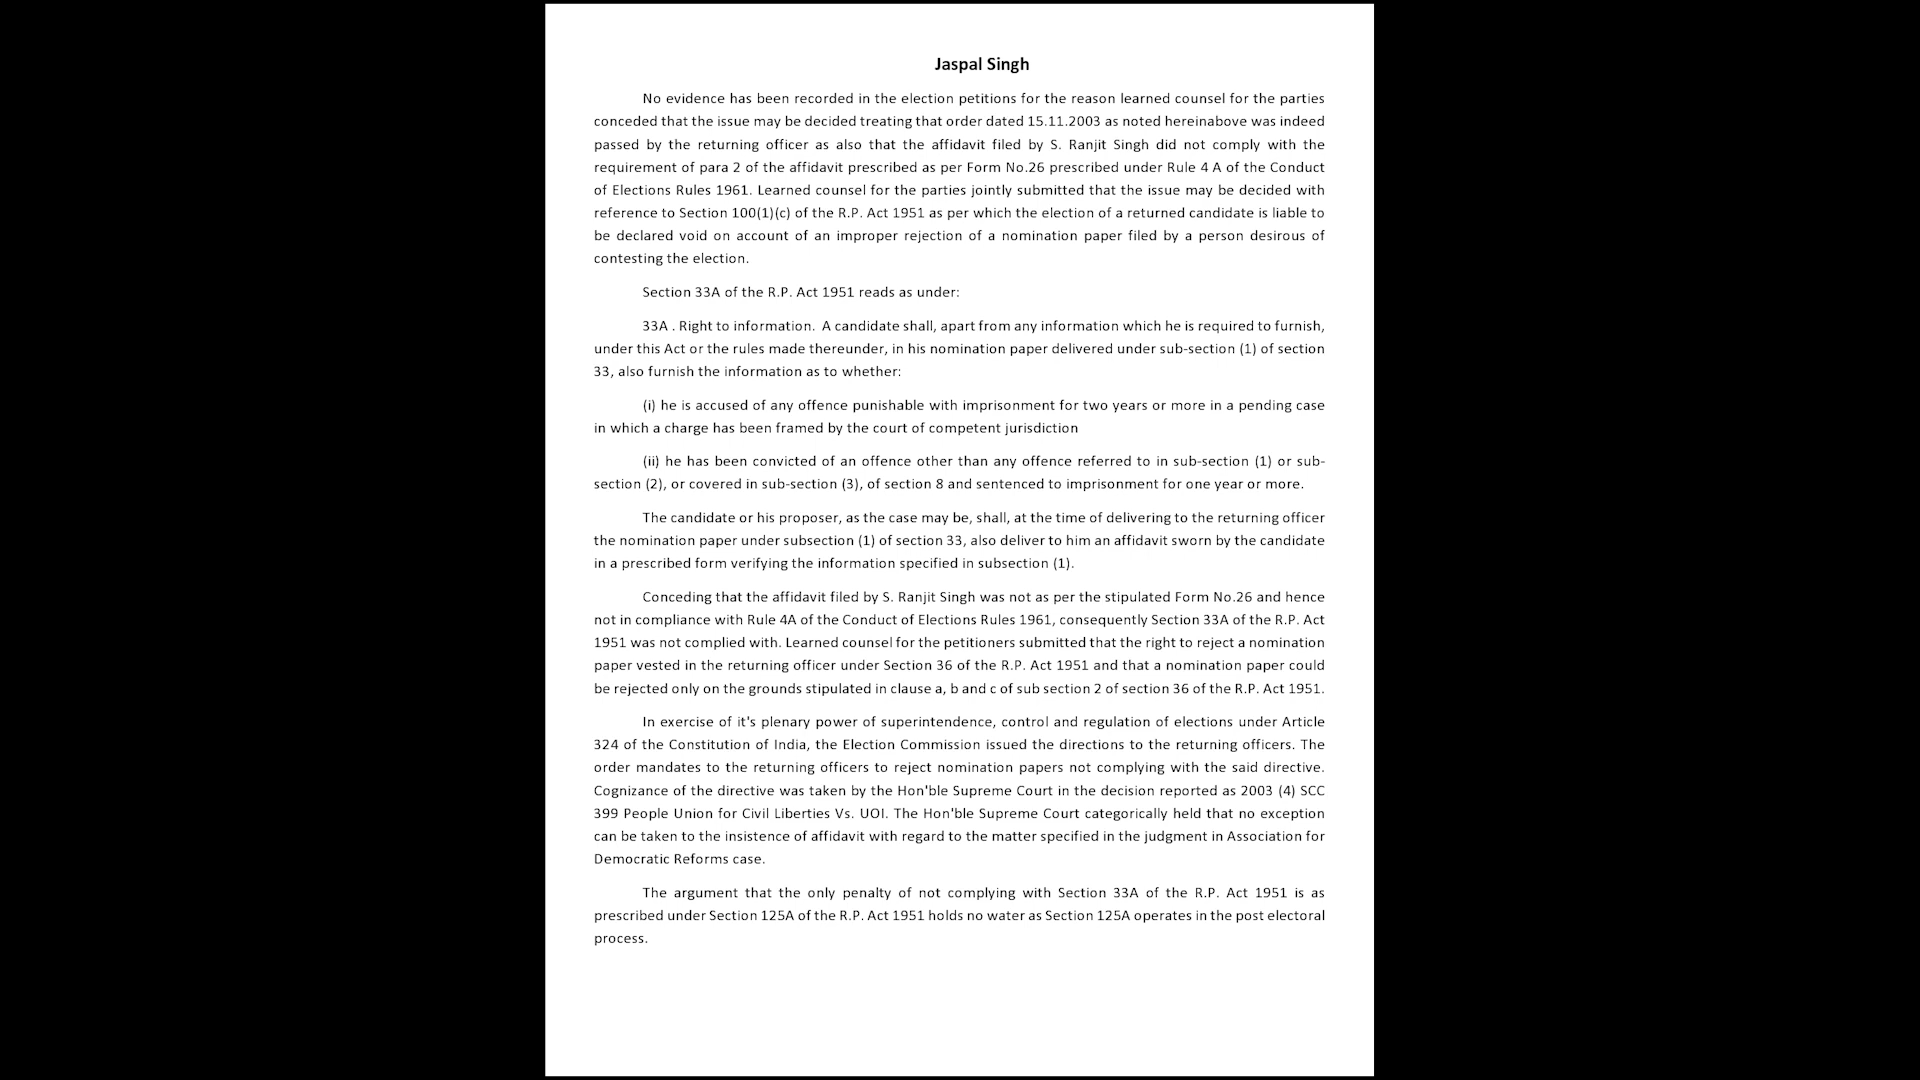 Jaspal Singh
No evidence has been recorded in the election petitions for the reason learned counsel for the parties
conceded that the issue may be decided treating that order dated 15.11.2003 as noted hereinabove was indeed
passed by the returning officer as also that the affidavit filed by S. Ranjit Singh did not comply with the
requirement of para 2 of the affidavit prescribed as per Form No.26 prescribed under Rule 4 A of the Conduct
of Elections Rules 1961. Learned counsel for the parties jointly submitted that the issue may be decided with
reference to Section 100(1)(c) of the R.P. Act 1951 as per which the election of a returned candidate is liable to
be declared void on account of an improper rejection of a nomination paper filed by a person desirous of
contesting the election.
Section 33A of the R.P. Act 1951 reads as under:
33A . Right to information.  A candidate shall, apart from any information which he is required to furnish,
under this Act or the rules made thereunder, in his nomination paper delivered under sub-section (1) of section
33, also furnish the information as to whether:
(i) he is accused of any offence punishable with imprisonment for two years or more in a pending case
in which a charge has been framed by the court of competent jurisdiction
(ii) he has been convicted of an offence other than any offence referred to in sub-section (1) or sub-
section (2), or covered in sub-section (3), of section 8 and sentenced to imprisonment for one year or more.
The candidate or his proposer, as the case may be, shall, at the time of delivering to the returning officer
the nomination paper under subsection (1) of section 33, also deliver to him an affidavit sworn by the candidate
in a prescribed form verifying the information specified in subsection (1).
Conceding that the affidavit filed by S. Ranjit Singh was not as per the stipulated Form No.26 and hence
not in compliance with Rule 4A of the Conduct of Elections Rules 1961, consequently Section 33A of the R.P. Act
1951 was not complied with. Learned counsel for the petitioners submitted that the right to reject a nomination
paper vested in the returning officer under Section 36 of the R.P. Act 1951 and that a nomination paper could
be rejected only on the grounds stipulated in clause a, b and c of sub section 2 of section 36 of the R.P. Act 1951.
In exercise of it's plenary power of superintendence, control and regulation of elections under Article
324 of the Constitution of India, the Election Commission issued the directions to the returning officers. The
order mandates to the returning officers to reject nomination papers not complying with the said directive.
Cognizance of the directive was taken by the Hon'ble Supreme Court in the decision reported as 2003 (4) SCC
399 People Union for Civil Liberties Vs. UOI. The Hon'ble Supreme Court categorically held that no exception
can be taken to the insistence of affidavit with regard to the matter specified in the judgment in Association for
Democratic Reforms case.
The argument that the only penalty of not complying with Section 33A of the R.P. Act 1951 is as
prescribed under Section 125A of the R.P. Act 1951 holds no water as Section 125A operates in the post electoral
process.